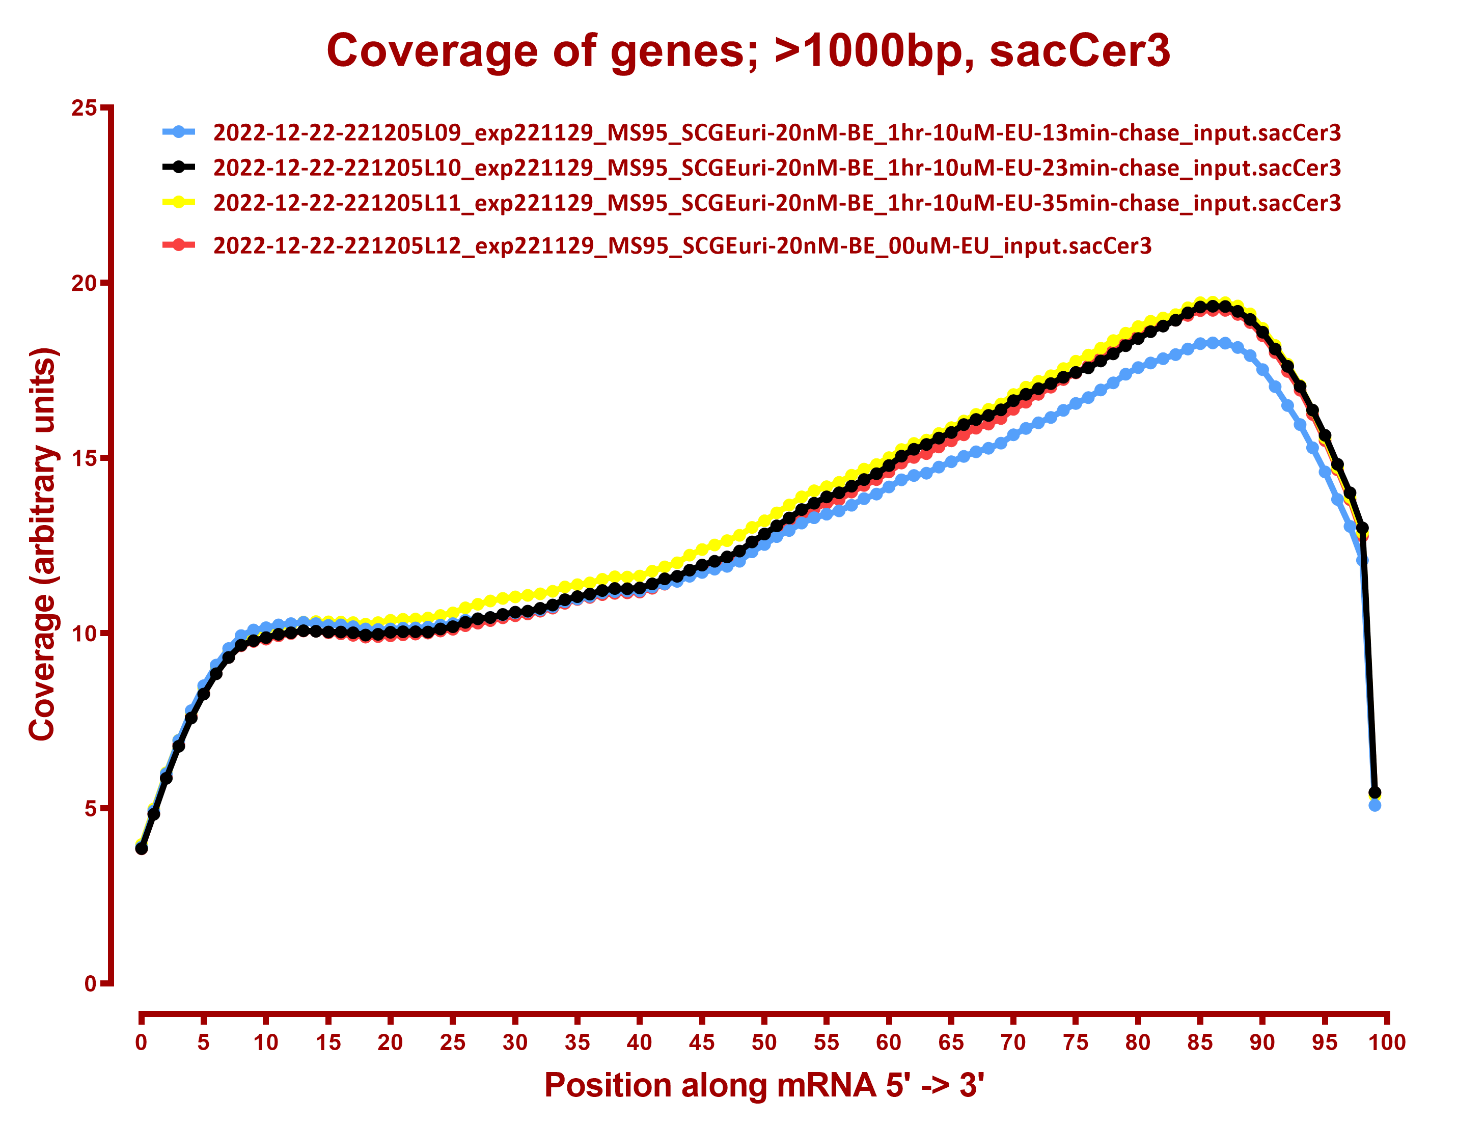 Coverage of genes; >1000bp, sacCer3
25
2022-12-22-221205L09_exp221129_MS95_SCGEuri-20nM-BE_1hr-10uM-EU-13min-chase_input.sacCer3
2022-12-22-221205L10_exp221129_MS95_SCGEuri-20nM-BE_1hr-10uM-EU-23min-chase_input.sacCer3
2022-12-22-221205L11_exp221129_MS95_SCGEuri-20nM-BE_1hr-10uM-EU-35min-chase_input.sacCer3
2022-12-22-221205L12_exp221129_MS95_SCGEuri-20nM-BE_00uM-EU_input.sacCer3
20
15
10
5
0
Coverage (arbitrary units)
0 5 10 15 20 25 30 35 40 45 50 55 60 65 70 75 80 85 90 95 100
Position along mRNA 5' -> 3'